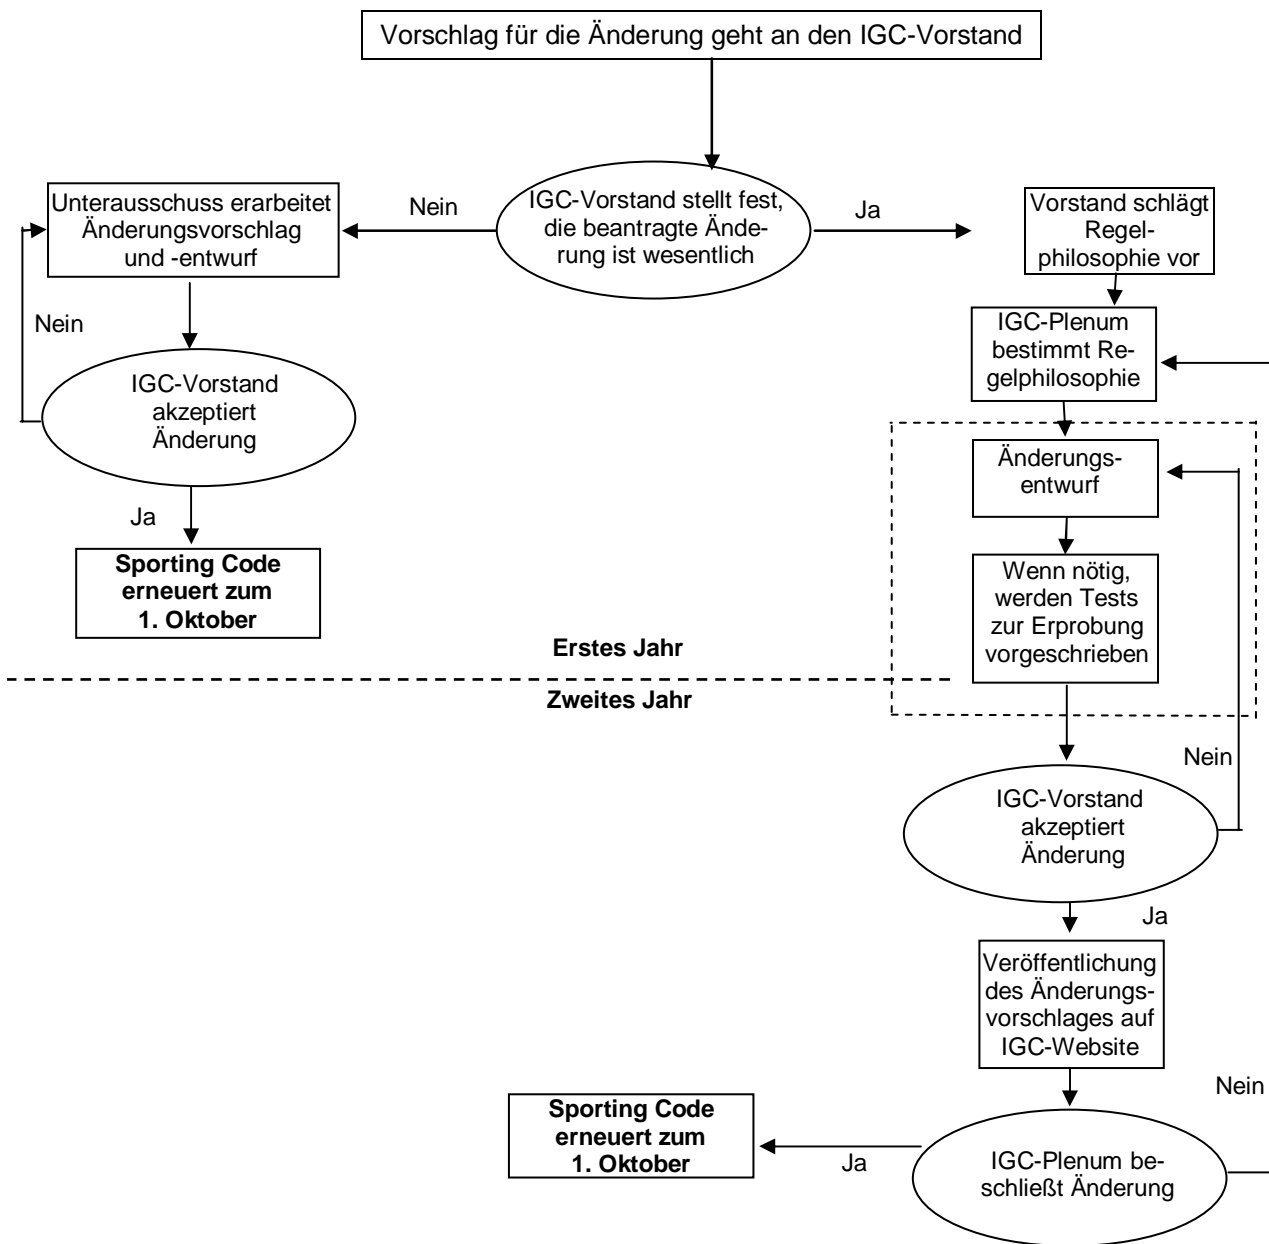 Vorschlag für die Änderung geht an den IGC-Vorstand
IGC-Vorstand stellt fest,
die beantragte Ände-
rung ist wesentlich
Nein
Ja
Unterausschuss erarbeitet
Änderungsvorschlag
und -entwurf
Nein
IGC-Vorstand
akzeptiert
Änderung
Ja
Sporting Code
erneuert zum
1. Oktober
Vorstand schlägt
Regel-
philosophie vor
IGC-Plenum
bestimmt Re-
gelphilosophie
Änderungs-
entwurf
Wenn nötig,
werden Tests
zur Erprobung
vorgeschrieben
Erstes Jahr
Zweites Jahr
Nein
IGC-Vorstand
akzeptiert
Änderung
Ja
Veröffentlichung
des Änderungs-
vorschlages auf
IGC-Website
Nein
IGC-Plenum be-
schließt Änderung
Ja
Sporting Code
erneuert zum
1. Oktober